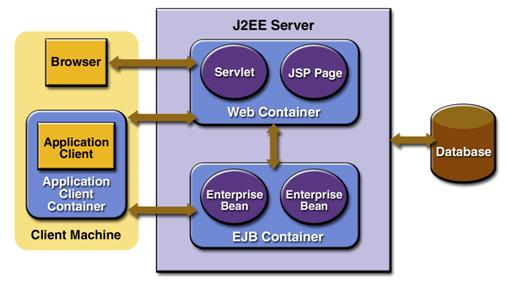 J2EE Server
Browser
Servlet
JSP Page
Web Container
Application
Client
Application
Client
Container
Client Machine
Enterprise
Bean
Enterprise
Bean
EJB Container
Database